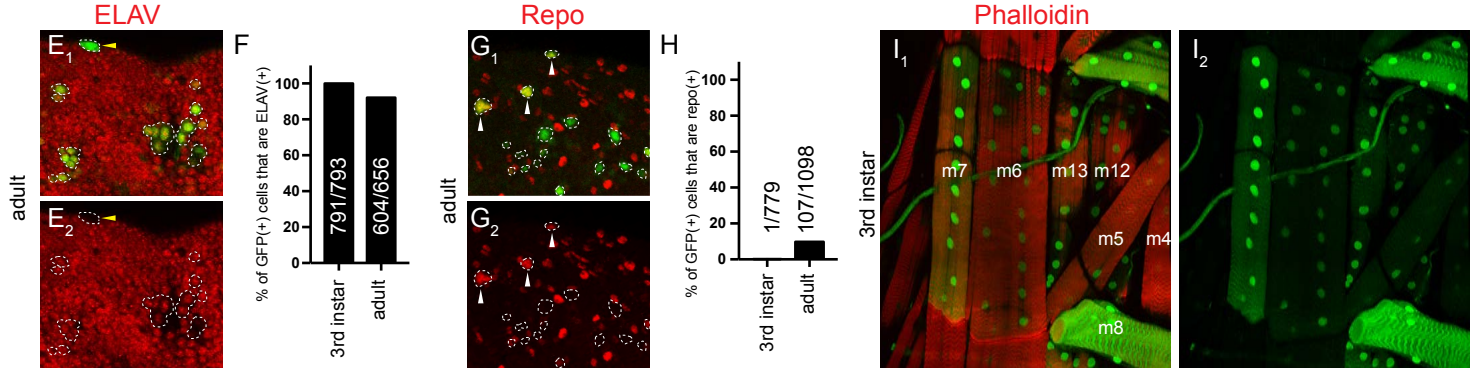 ELAV
Repo
Phalloidin
adult
E1
E2
F
% of GFP(+) cells that are ELAV(+)
100
80
60
40
20
0
791/793
604/656
3rd instar
adult
adult
G1
G2
H
% of GFP(+) cells that are repo(+)
100
80
60
40
20
0
1/779
107/1098
3rd instar
adult
3rd instar
I1
m7
m6
m13
m12
m5
m4
m8
I2